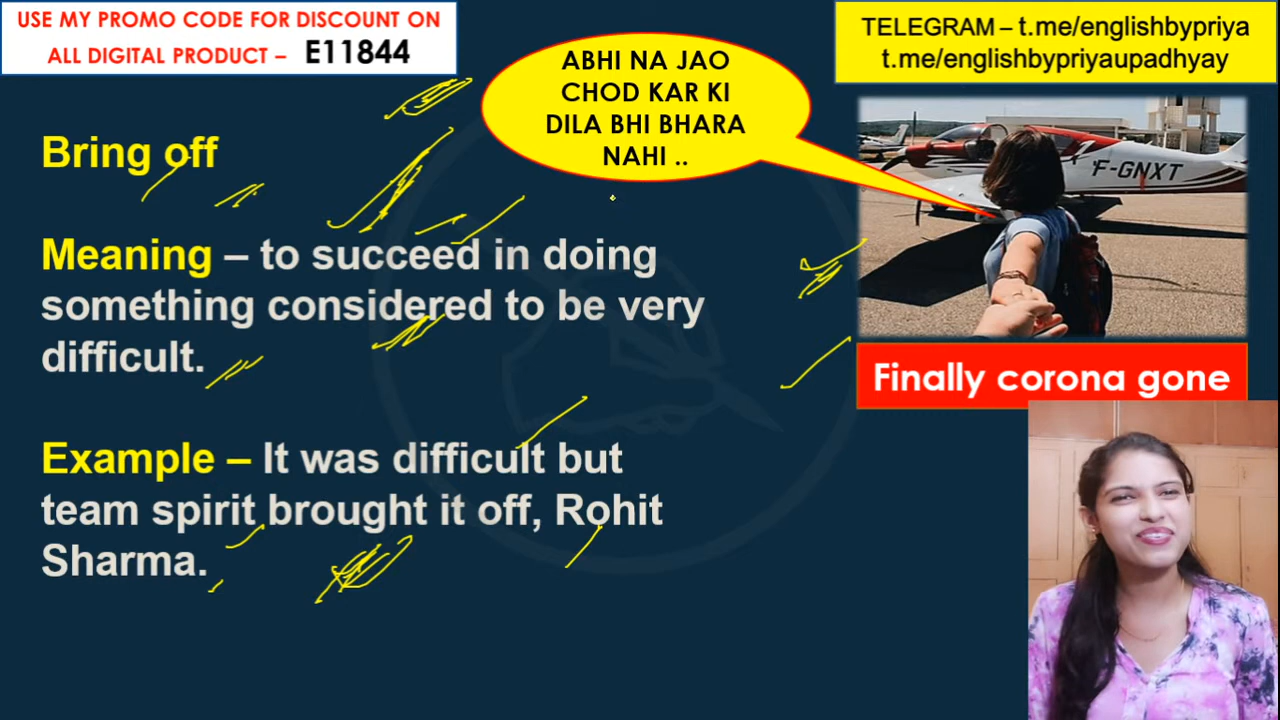 USE MY PROMO CODE FOR DISCOUNT ON
ALL DIGITAL PRODUCT – E11844
TELEGRAM – t.me/englishbypriya
t.me/englishbypriyaupadhyay
ABHI NA JAO
CHOD KAR KI
DILA BHI BHARA
NAHI ..
Bring off
F-GNXT
Meaning – to succeed in doing
something considered to be very
difficult.
Finally corona gone
Example – It was difficult but
team spirit brought it off, Rohit
Sharma.